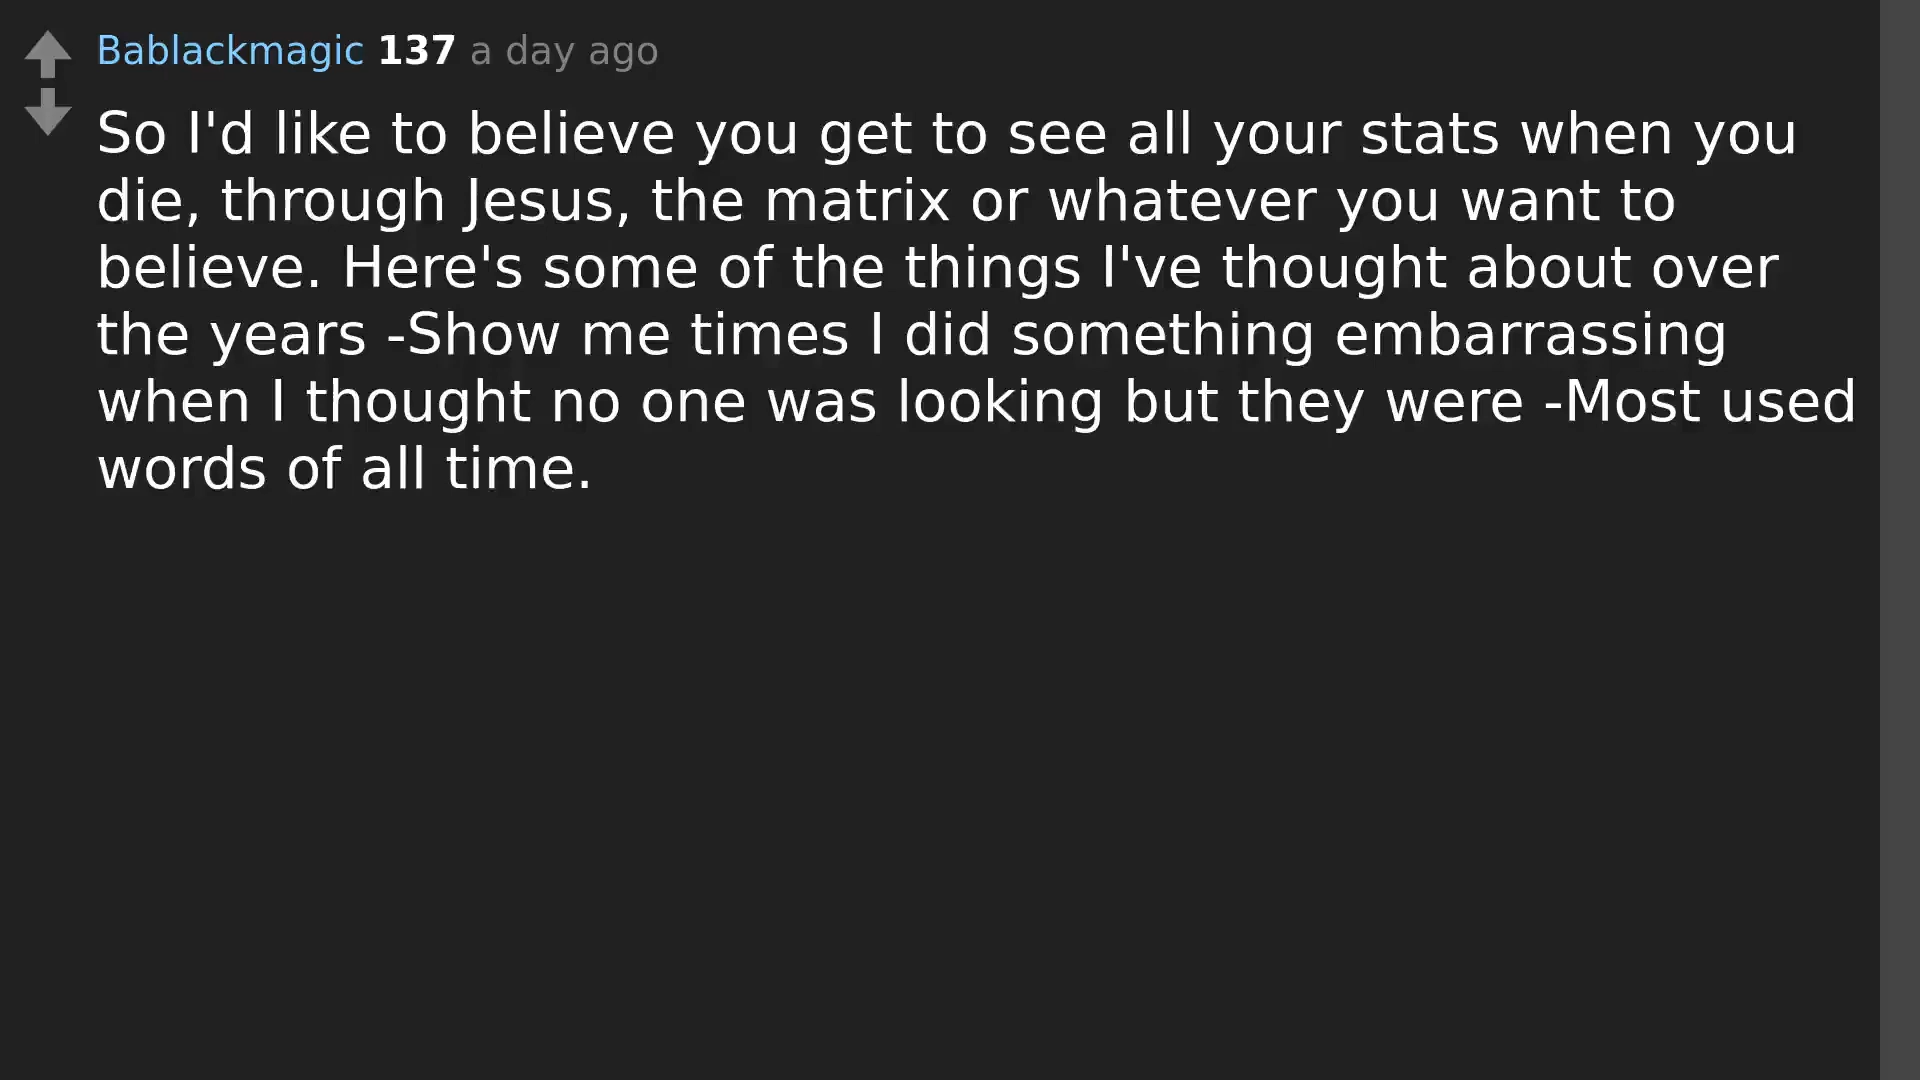 Bablackmagic 137 a day ago
So I'd like to believe you get to see all your stats when you
die, through Jesus, the matrix or whatever you want to
believe. Here's some of the things I've thought about over
the years -Show me times I did something embarrassing
when I thought no one was looking but they were -Most used
words of all time.